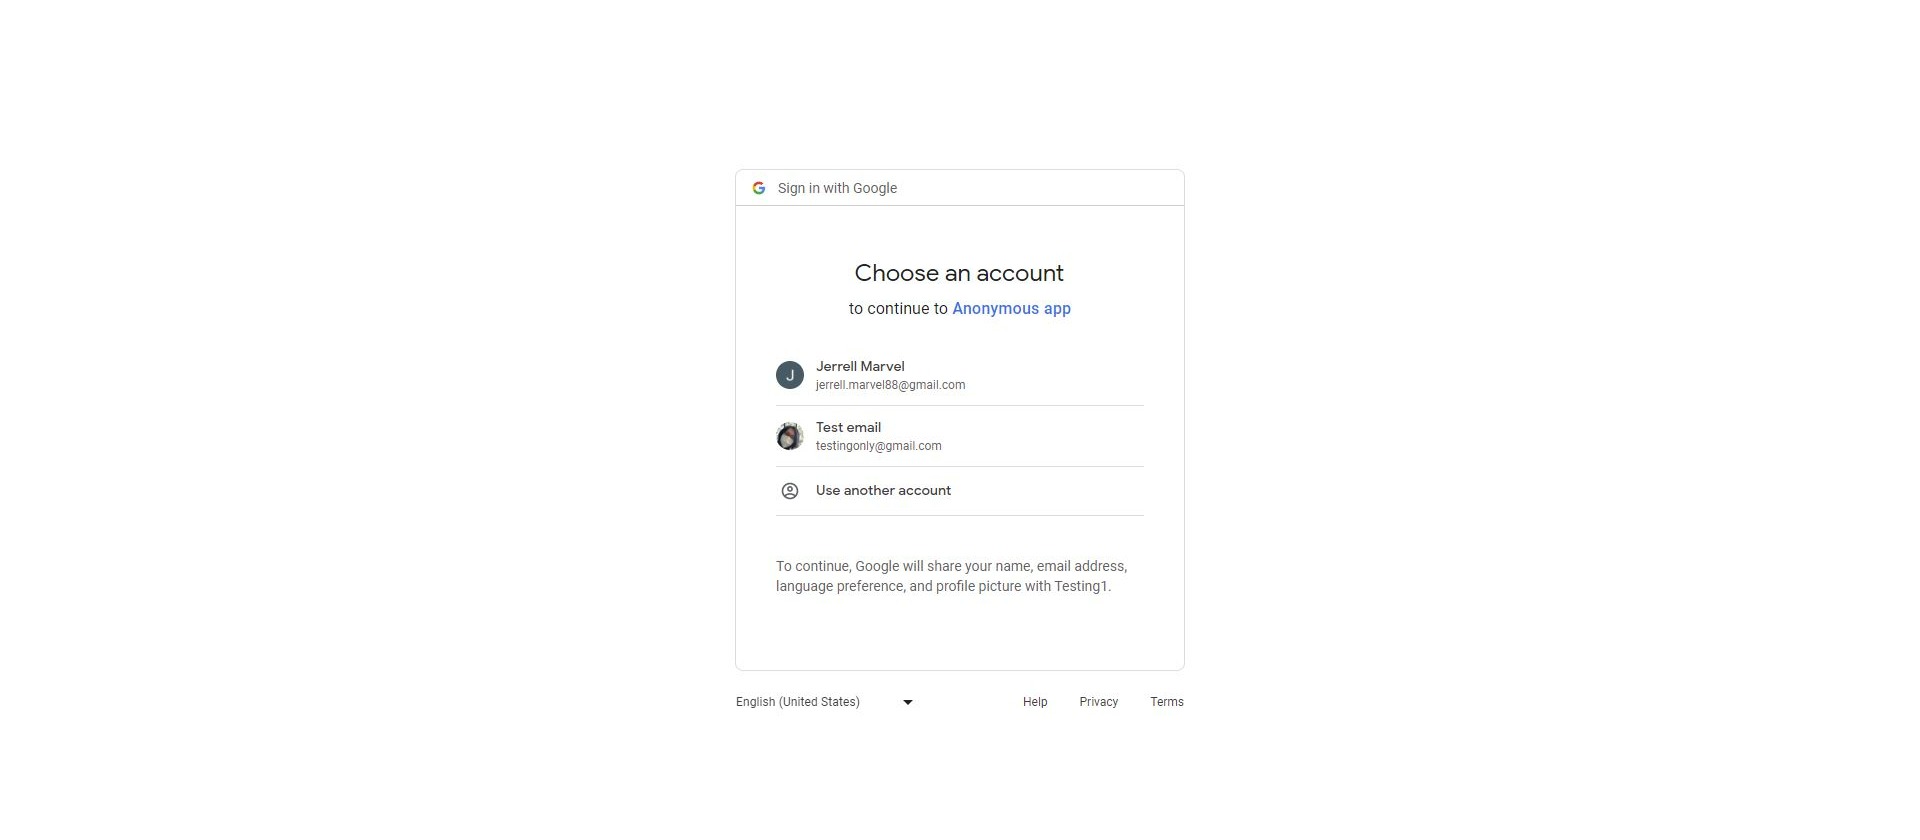 Sign in with Google
Choose an account
to continue to Anonymous app
J
Jerrell Marvel
jerrell.marvel88@gmail.com
Test email
testingonly@gmail.com
Use another account
To continue, Google will share your name, email address,
language preference, and profile picture with Testing1.
English (United States)
Help
Privacy
Terms